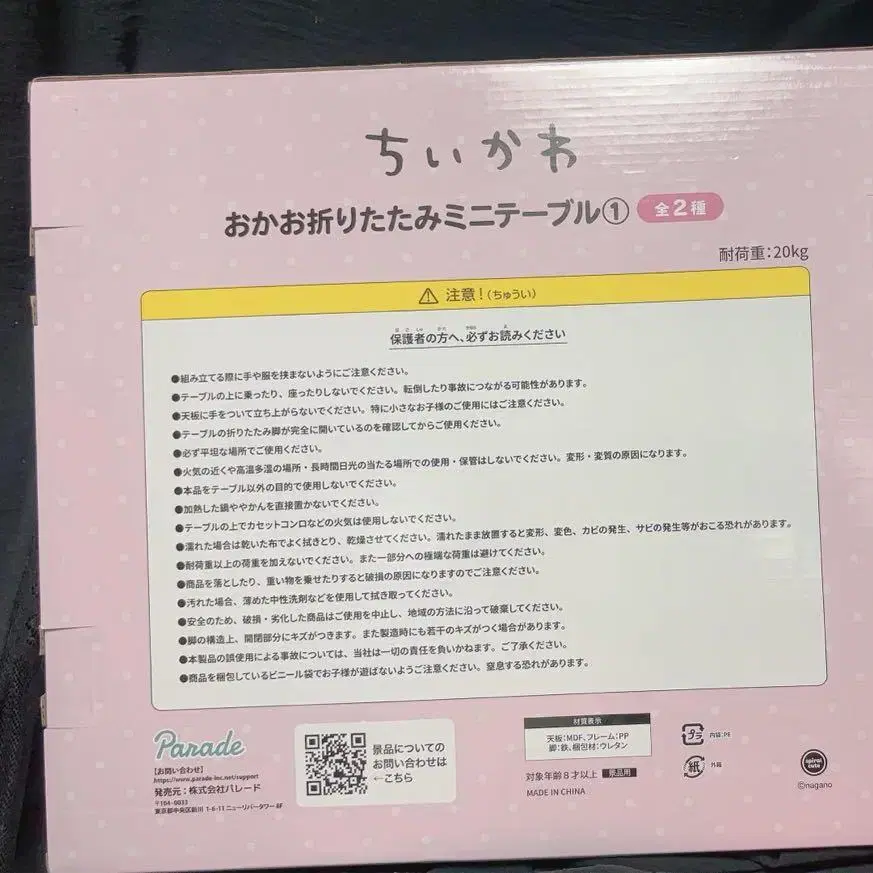 ちいかわ
おかお折りたたみミニテーブル① 全2種
耐荷重：20kg
⚠ 注意！(ちゅうい)
保護者の方へ、必ずお読みください
●組み立てる際に手や服を挟まないようにご注意ください。
●テーブルの上に乗ったり、座ったりしないでください。転倒したり事故につながる可能性があります。
●天板に手をついて立ち上がらないでください。特に小さなお子様のご使用にはご注意ください。
●テーブルの折りたたみ脚が完全に開いているのを確認してからご使用ください。
●必ず平坦な場所でご使用ください。
●火気の近くや高温多湿の場所・長時間日光の当たる場所での使用・保管はしないでください。変形・変質の原因になります。
●本品をテーブル以外の目的で使用しないでください。
●加熱した鍋ややかんを直接置かないでください。
●テーブルの上でカセットコンロなどの火気は使用しないでください。
●濡れた場合は乾いた布でよく拭きとり、乾燥させてください。濡れたまま放置すると変形、変色、カビの発生、サビの発生等がおこる恐れがあります。
●耐荷重以上の荷重を加えないでください。また一部分への極端な荷重は避けてください。
●商品を落としたり、重い物を乗せたりすると破損の原因になりますのでご注意ください。
●汚れた場合、薄めた中性洗剤などを使用して拭き取ってください。
●安全のため、破損・劣化した商品はご使用を中止し、地域の方法に沿って破棄してください。
●脚の構造上、開閉部分にキズがつきます。また製造時にも若干のキズがつく場合があります。
●本製品の誤使用による事故については、当社は一切の責任を負いかねます。ご了承ください。
●商品を梱包しているビニール袋でお子様が遊ばないようご注意ください。窒息する恐れがあります。
Parade
【お問い合わせ】
https://www.parade-inc.net/support
発売元：株式会社パレード
〒104-0033
東京都中央区新川 1-6-11 ニューリバータワー 8F
景品についての
お問い合わせは
←こちら
材質表示
天板：MDF、フレーム：PP
脚：鉄、梱包材：ウレタン
対象年齢8才以上 景品用
MADE IN CHINA
プラ 内袋：PE
紙 外箱
spiral cute
©nagano